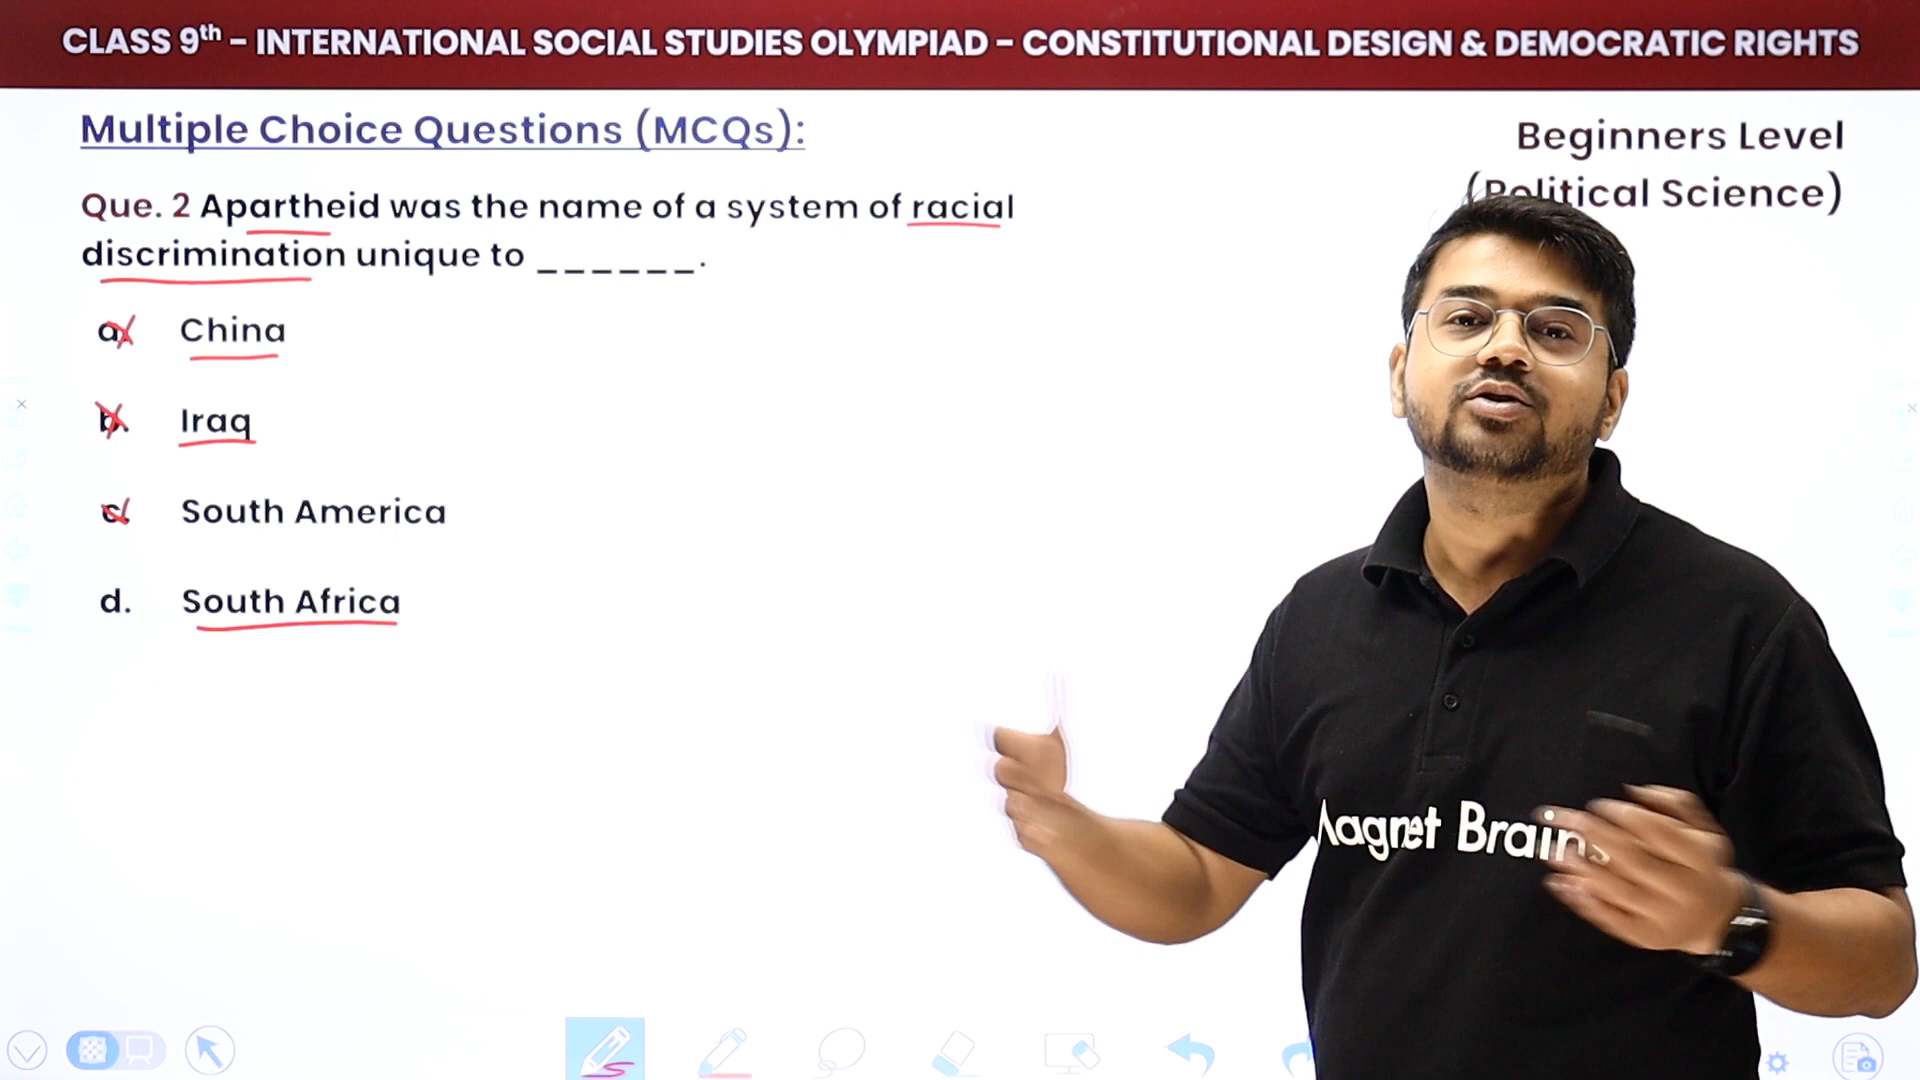 CLASS 9th – INTERNATIONAL SOCIAL STUDIES OLYMPIAD – CONSTITUTIONAL DESIGN & DEMOCRATIC RIGHTS
Multiple Choice Questions (MCQs):
Beginners Level
(Political Science)
Que. 2 Apartheid was the name of a system of racial
discrimination unique to ______.
a. China
b. Iraq
c. South America
d. South Africa
Magnet Brains